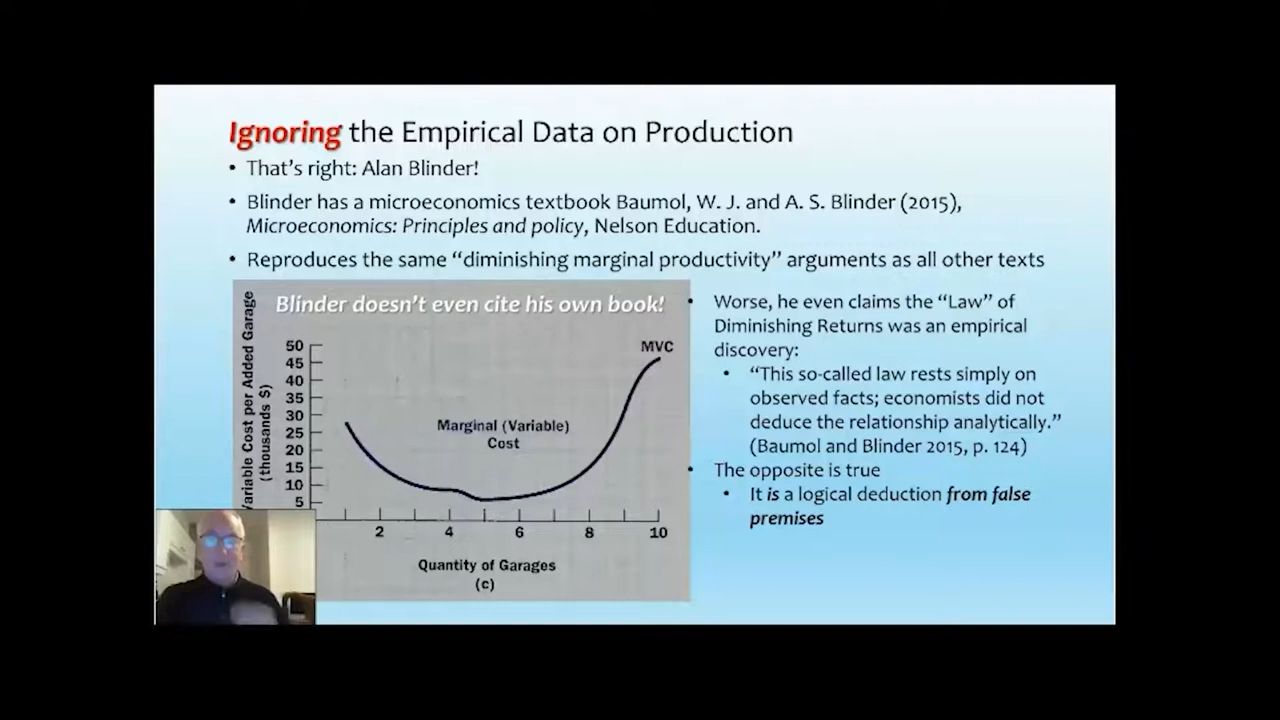 Ignoring the Empirical Data on Production
• That's right: Alan Blinder!
• Blinder has a microeconomics textbook Baumol, W. J. and A. S. Blinder (2015),
Microeconomics: Principles and policy, Nelson Education.
• Reproduces the same “diminishing marginal productivity” arguments as all other texts
Blinder doesn't even cite his own book!
Variable Cost per Added Garage
(thousands $)
50
45
40
35
30
25
20
15
10
5
MVC
Marginal (Variable)
Cost
2 4 6 8 10
Quantity of Garages
(c)
• Worse, he even claims the “Law” of
Diminishing Returns was an empirical
discovery:
• “This so-called law rests simply on
observed facts; economists did not
deduce the relationship analytically.”
(Baumol and Blinder 2015, p. 124)
• The opposite is true
• It is a logical deduction from false
premises